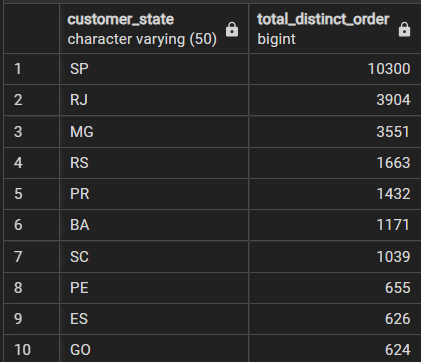 customer_state total_distinct_order
character varying (50) bigint
1 SP 10300
2 RJ 3904
3 MG 3551
4 RS 1663
5 PR 1432
6 BA 1171
7 SC 1039
8 PE 655
9 ES 626
10 GO 624